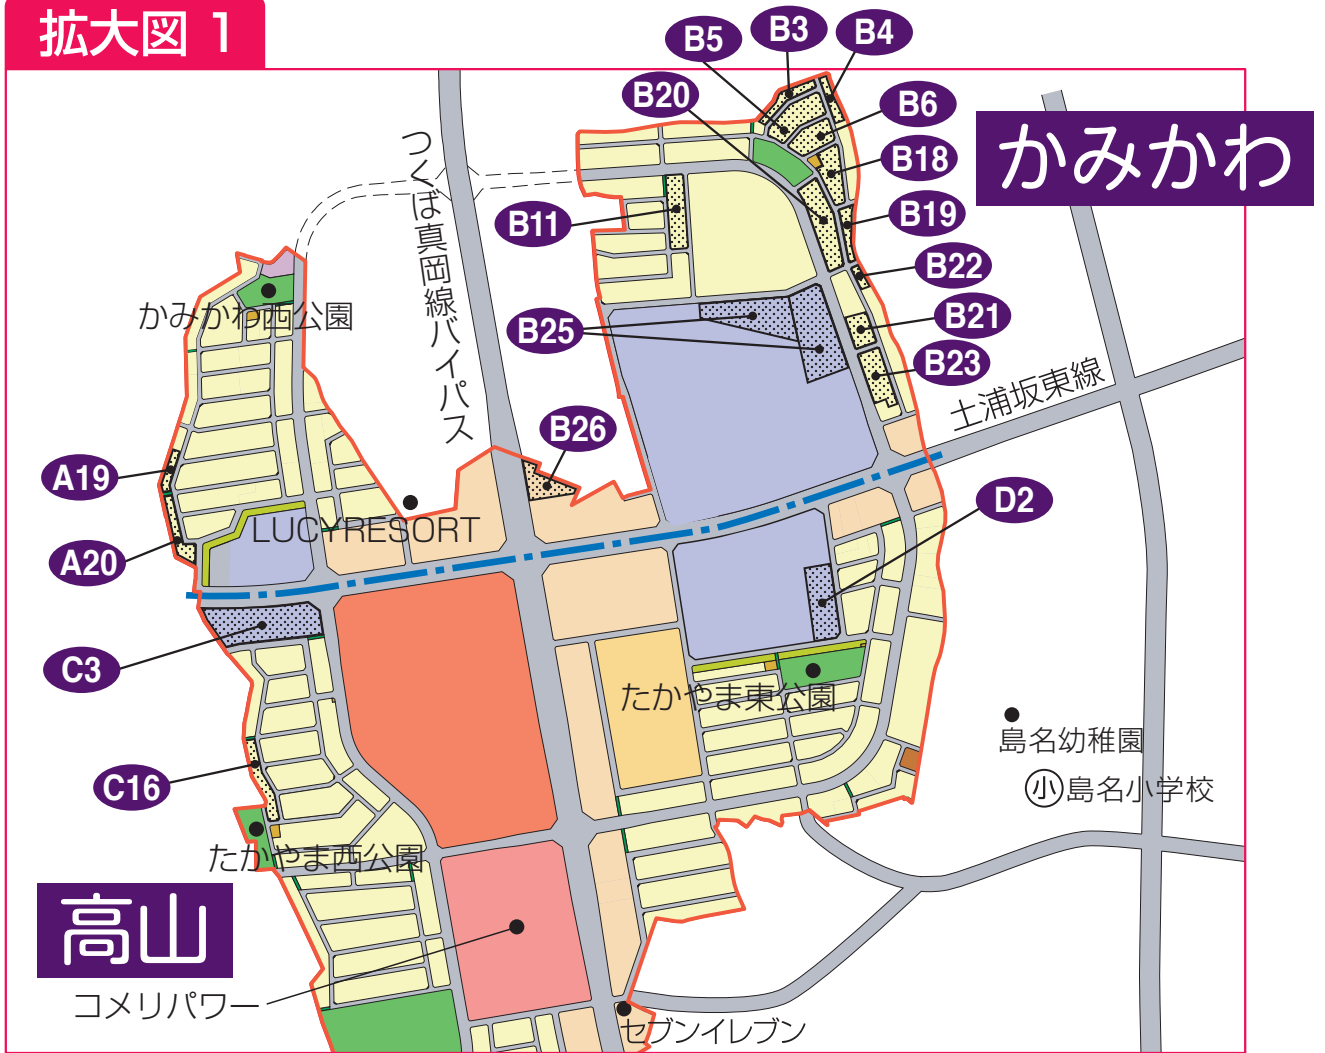 拡大図 1
B3
B4
B5
B20
B6
かみかわ
B18
つくば真岡線バイパス
B11
B19
B22
かみかわ西公園
B21
B25
B23
土浦坂東線
B26
A19
D2
LUCYRESORT
A20
C3
たかやま東公園
島名幼稚園
C16
小島名小学校
たかやま西公園
高山
コメリパワー
セブンイレブン